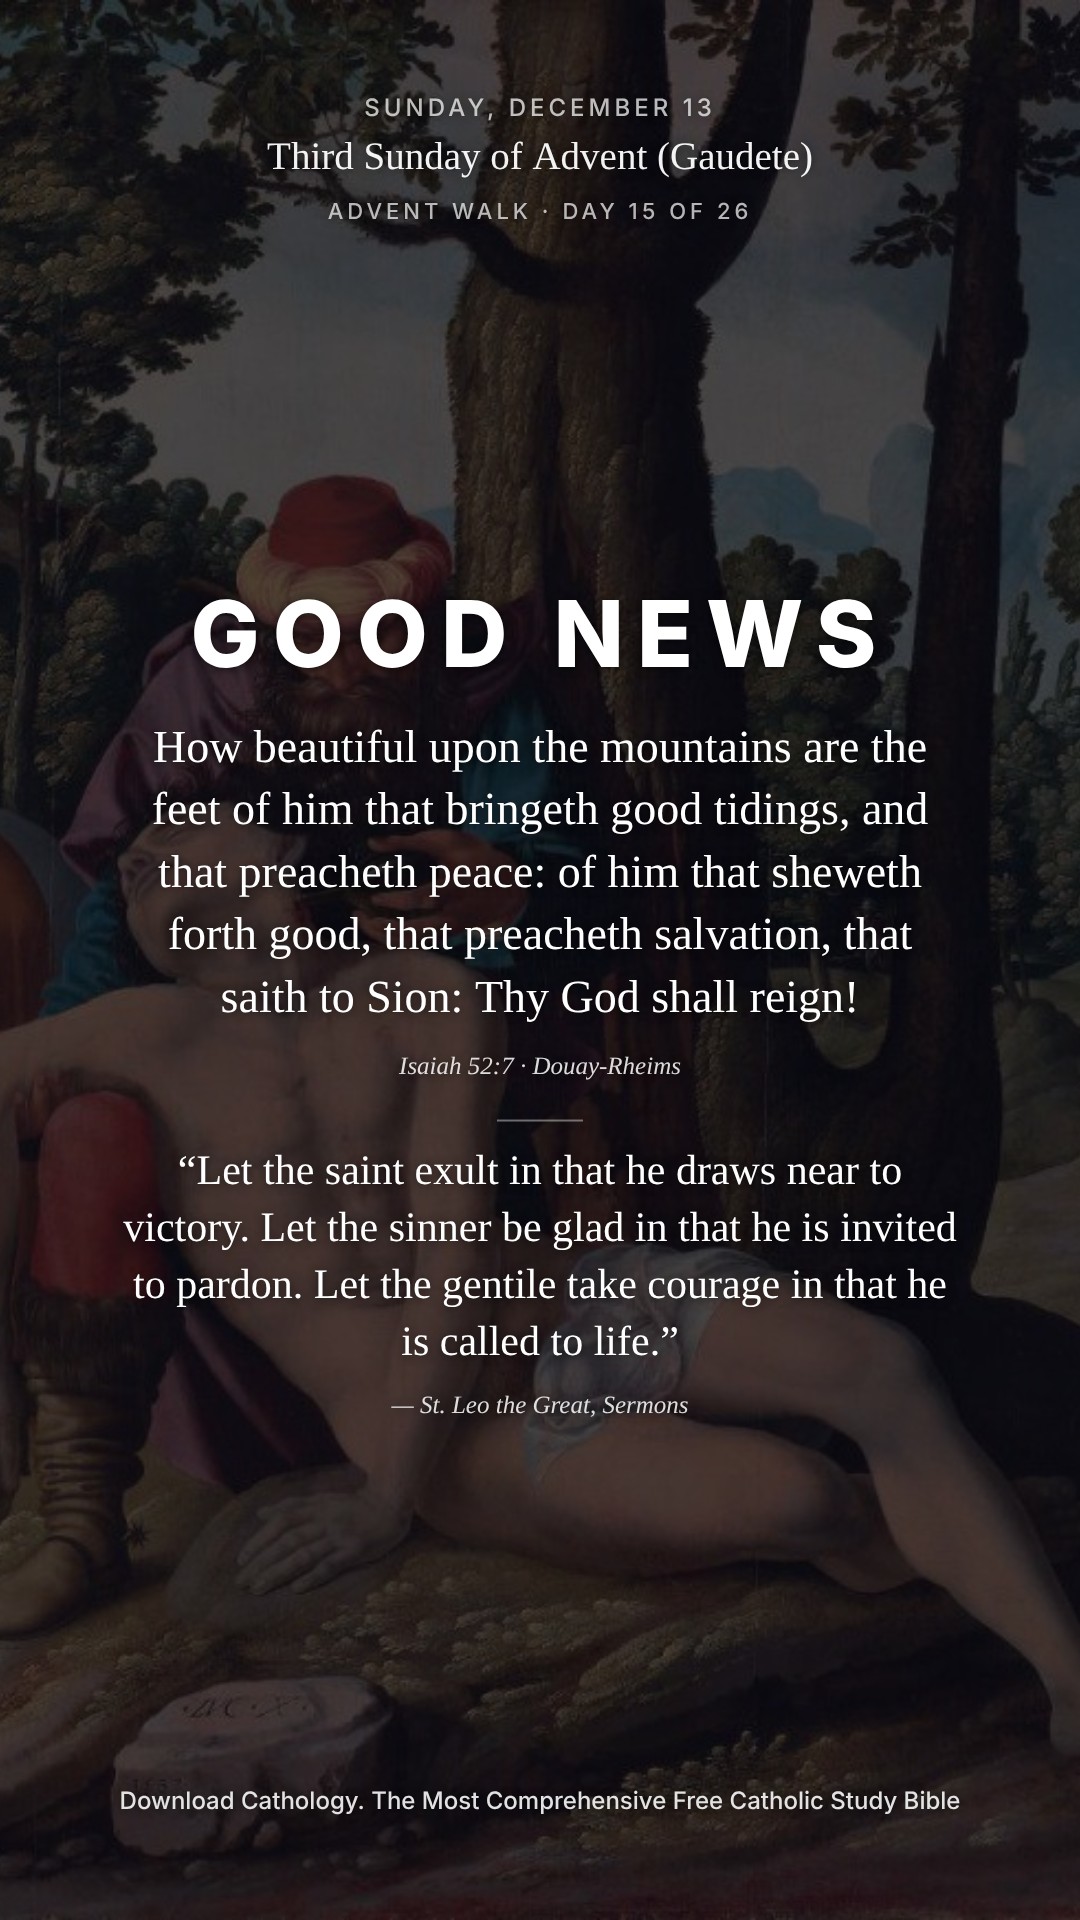 SUNDAY, DECEMBER 13
Third Sunday of Advent (Gaudete)
ADVENT WALK · DAY 15 OF 26
GOOD NEWS
How beautiful upon the mountains are the
feet of him that bringeth good tidings, and
that preacheth peace: of him that sheweth
forth good, that preacheth salvation, that
saith to Sion: Thy God shall reign!
Isaiah 52:7 · Douay-Rheims
“Let the saint exult in that he draws near to
victory. Let the sinner be glad in that he is invited
to pardon. Let the gentile take courage in that he
is called to life.”
— St. Leo the Great, Sermons
Download Cathology. The Most Comprehensive Free Catholic Study Bible